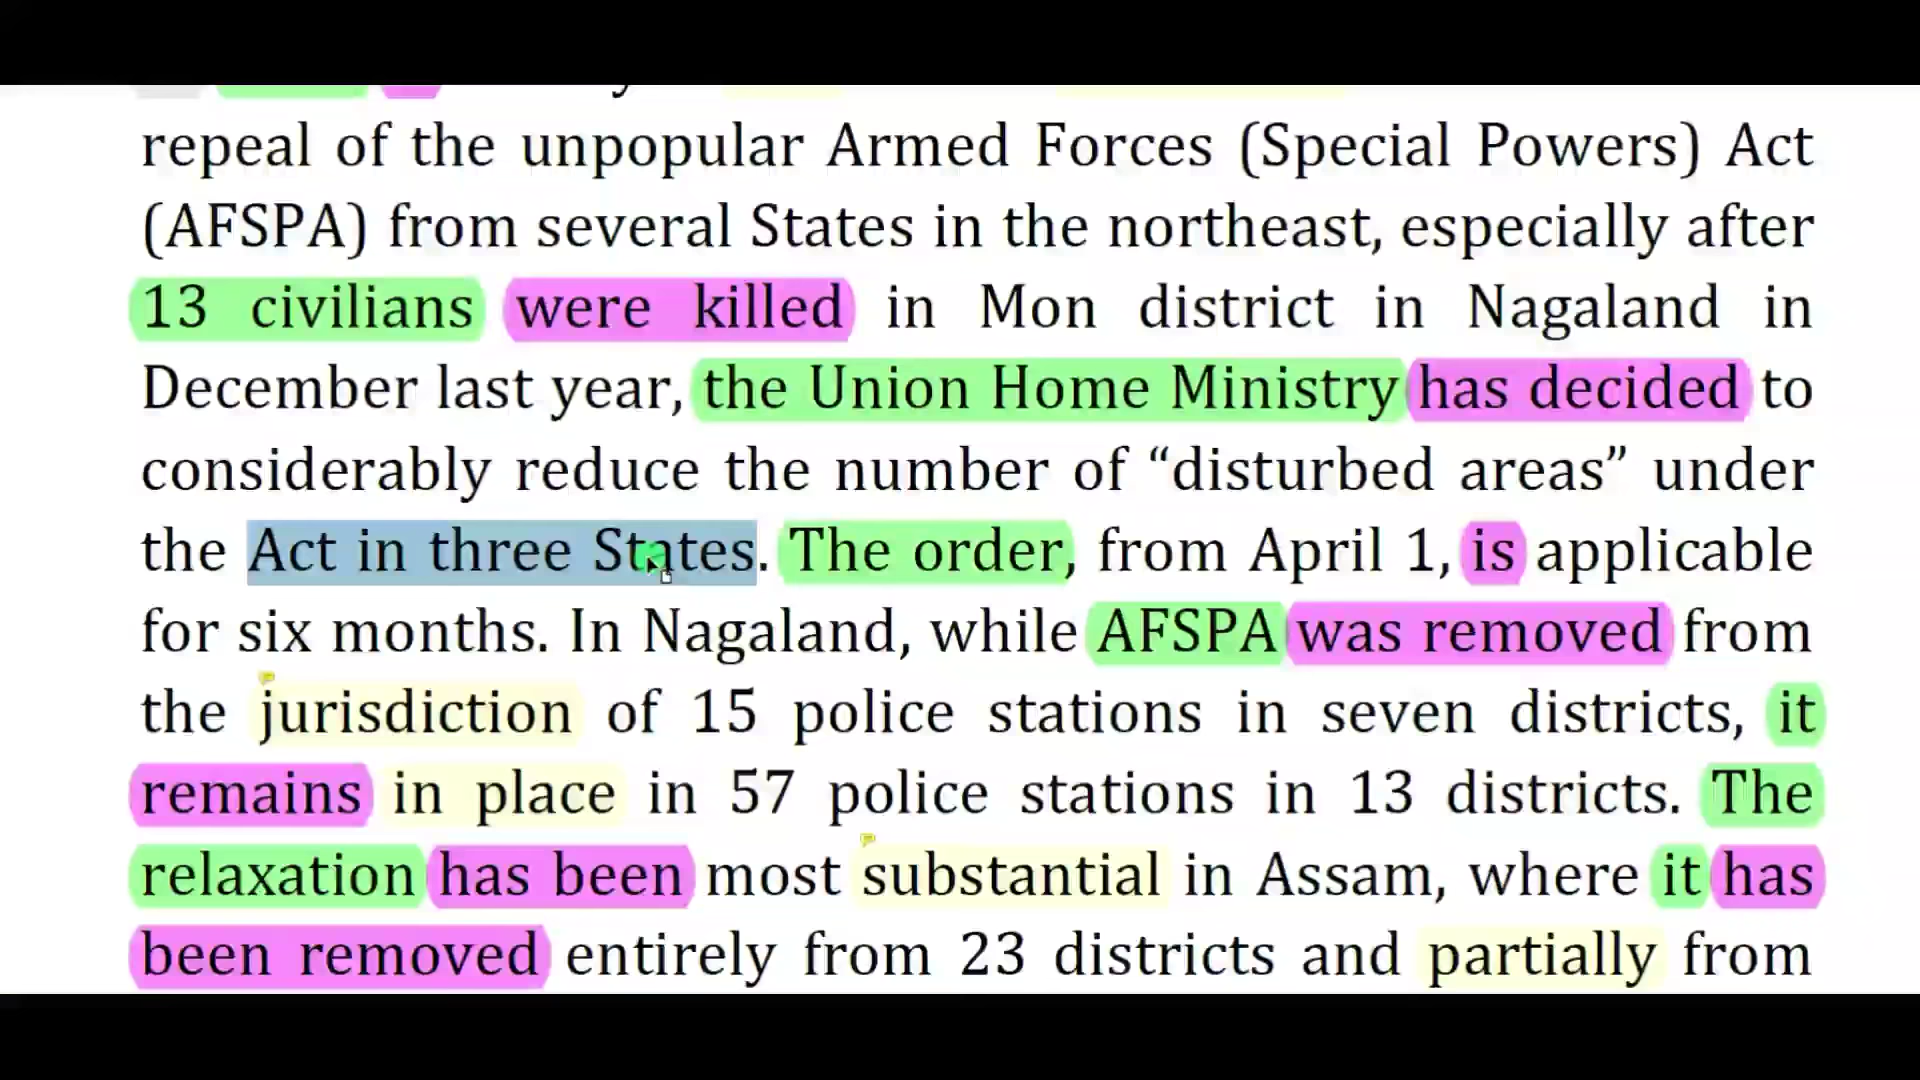 repeal of the unpopular Armed Forces (Special Powers) Act
(AFSPA) from several States in the northeast, especially after
13 civilians were killed in Mon district in Nagaland in
December last year, the Union Home Ministry has decided to
considerably reduce the number of “disturbed areas” under
the Act in three States. The order, from April 1, is applicable
for six months. In Nagaland, while AFSPA was removed from
the jurisdiction of 15 police stations in seven districts, it
remains in place in 57 police stations in 13 districts. The
relaxation has been most substantial in Assam, where it has
been removed entirely from 23 districts and partially from